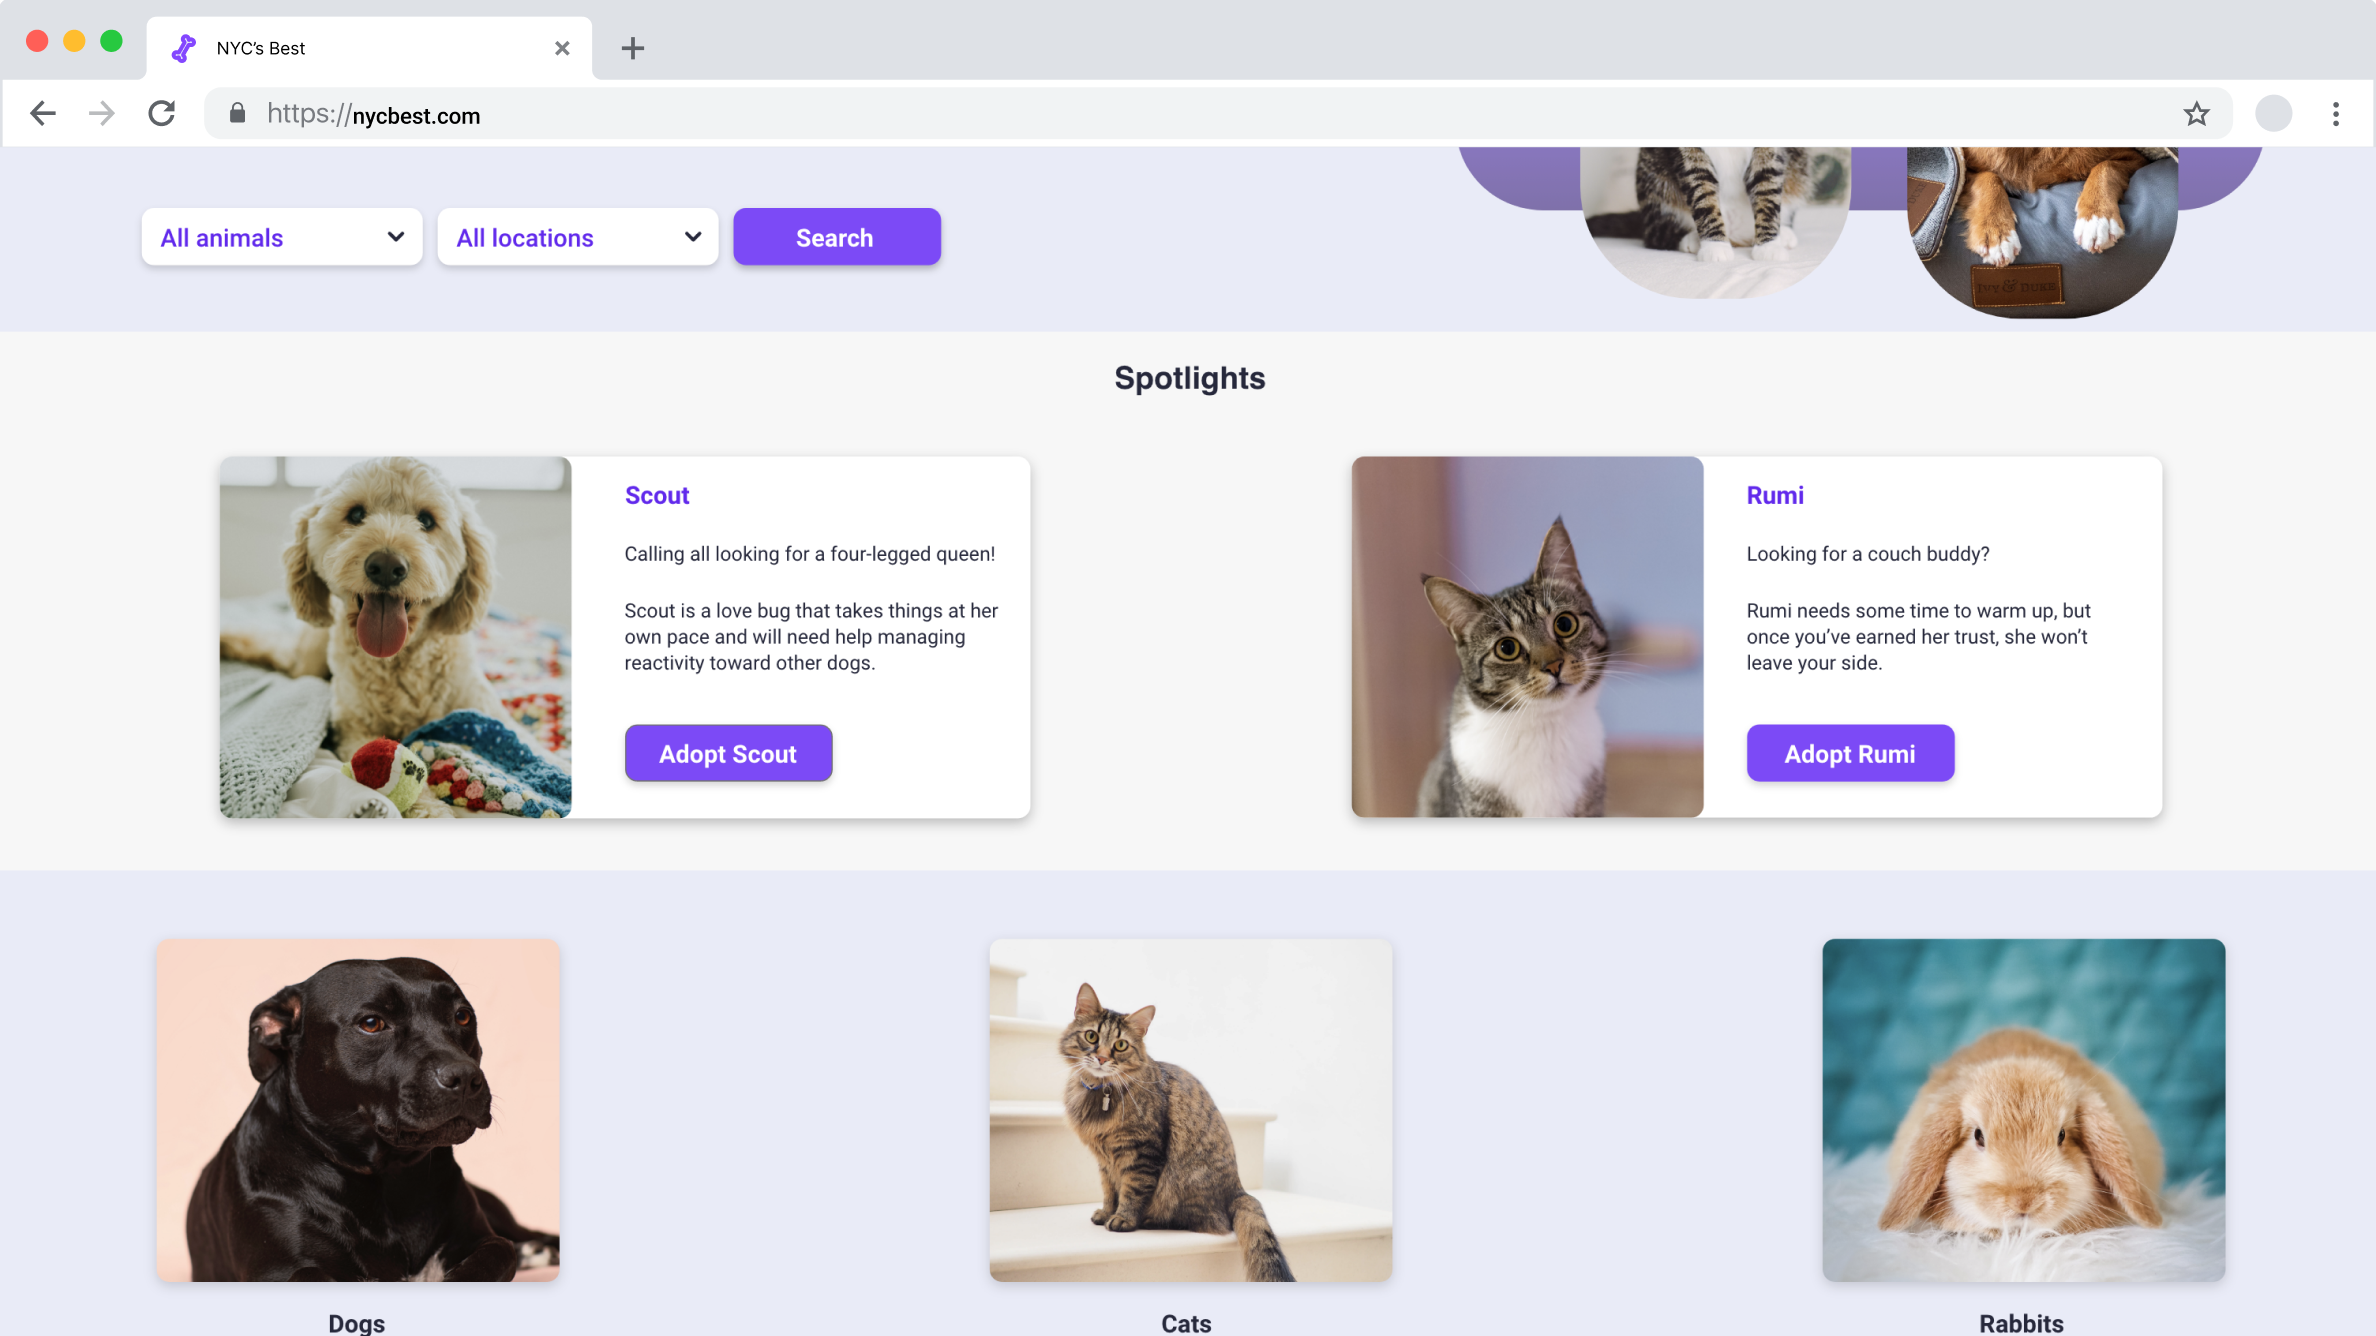 NYC's Best
https://nycbest.com
All animals
All locations
Search
IVY & DUKE
Spotlights
Scout
Calling all looking for a four-legged queen!
Scout is a love bug that takes things at her
own pace and will need help managing
reactivity toward other dogs.
Adopt Scout
Rumi
Looking for a couch buddy?
Rumi needs some time to warm up, but
once you’ve earned her trust, she won’t
leave your side.
Adopt Rumi
Dogs
Cats
Rabbits